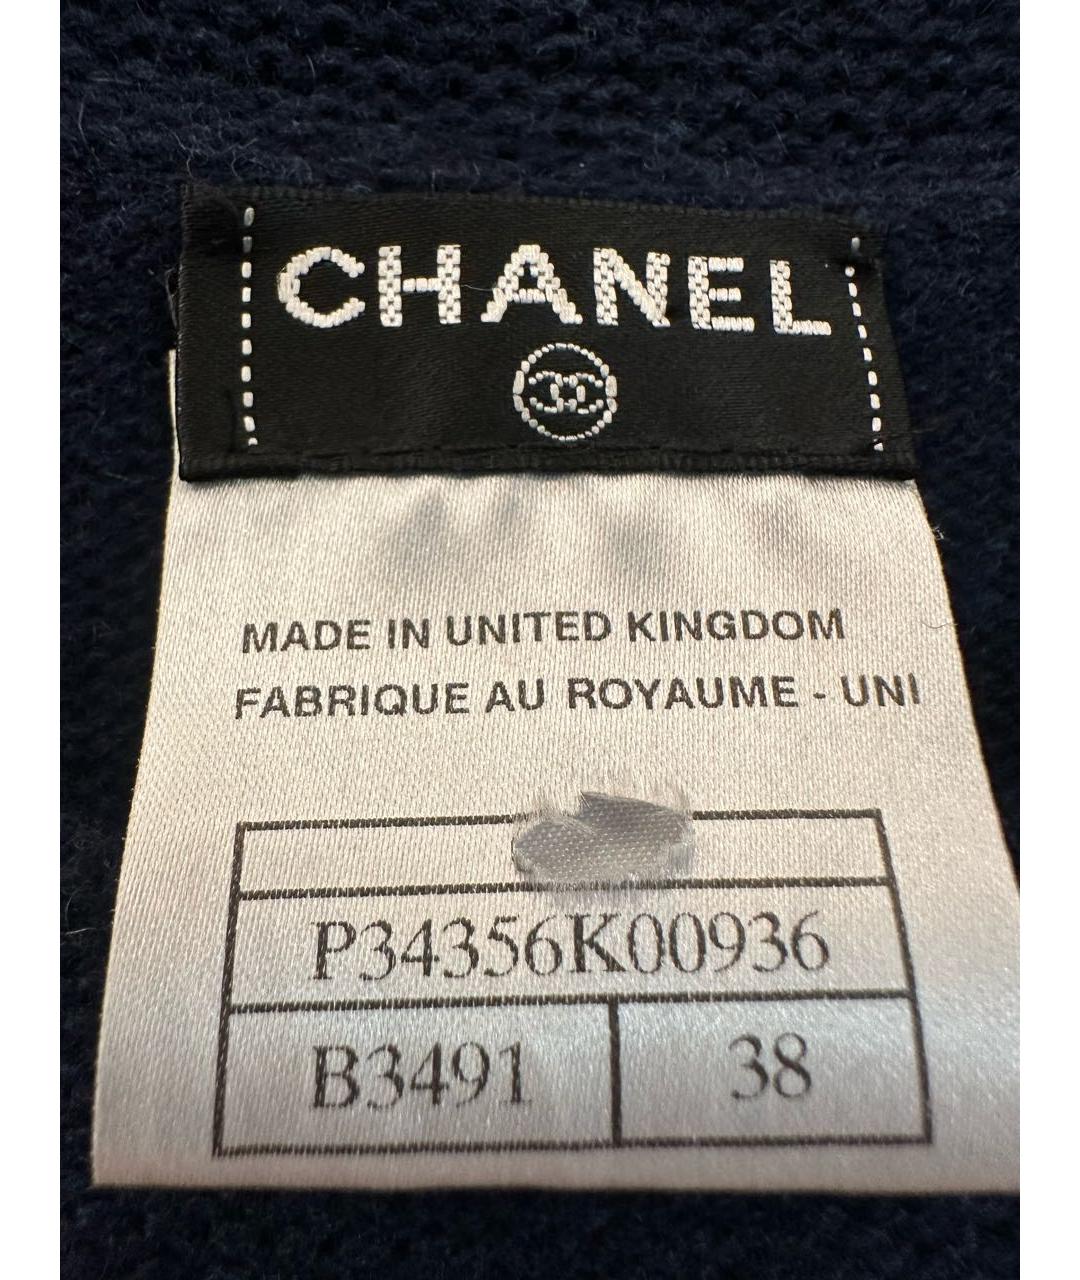 CHANEL
MADE IN UNITED KINGDOM
FABRIQUE AU ROYAUME - UNI
P34356K00936
B3491 38